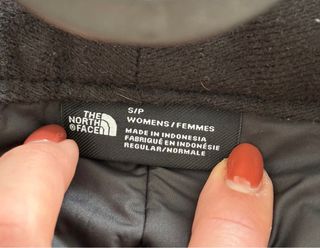 THE
NORTH
FACE
S/P
WOMENS/FEMMES
MADE IN INDONESIA
FABRIQUÉ EN INDONÉSIE
REGULAR/NORMALE